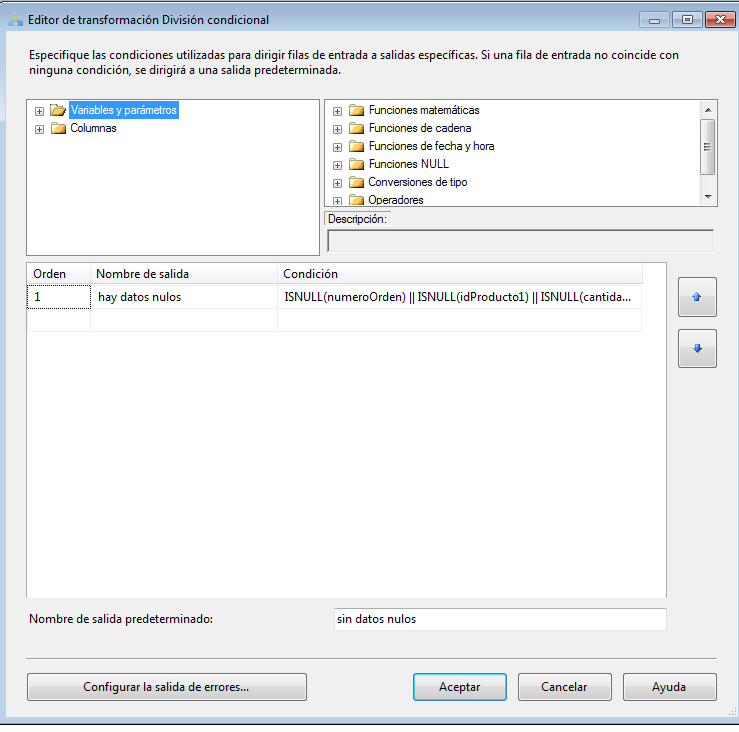 Editor de transformación División condicional
Especifique las condiciones utilizadas para dirigir filas de entrada a salidas específicas. Si una fila de entrada no coincide con
ninguna condición, se dirigirá a una salida predeterminada.
Variables y parámetros
Columnas
Funciones matemáticas
Funciones de cadena
Funciones de fecha y hora
Funciones NULL
Conversiones de tipo
Operadores
Descripción:
Orden Nombre de salida Condición
1 hay datos nulos ISNULL(numeroOrden) || ISNULL(idProducto1) || ISNULL(cantida...
Nombre de salida predeterminado: sin datos nulos
Configurar la salida de errores... Aceptar Cancelar Ayuda